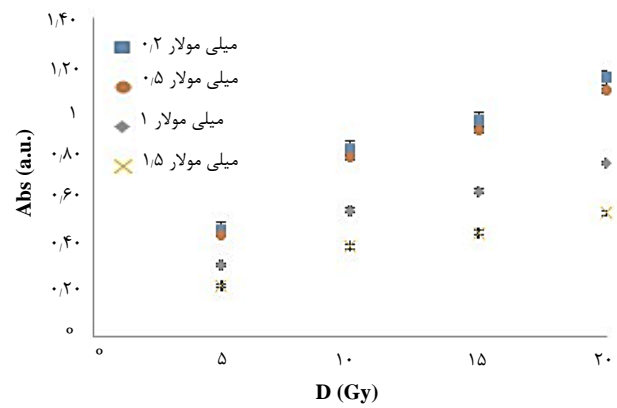 ۱٫۴۰
۱٫۲۰
۱
۰٫۸۰
۰٫۶۰
۰٫۴۰
۰٫۲۰
۰
Abs (a.u.)
۰٫۲ میلی مولار
۰٫۵ میلی مولار
۱ میلی مولار
۱٫۵ میلی مولار
۰ ۵ ۱۰ ۱۵ ۲۰
D (Gy)